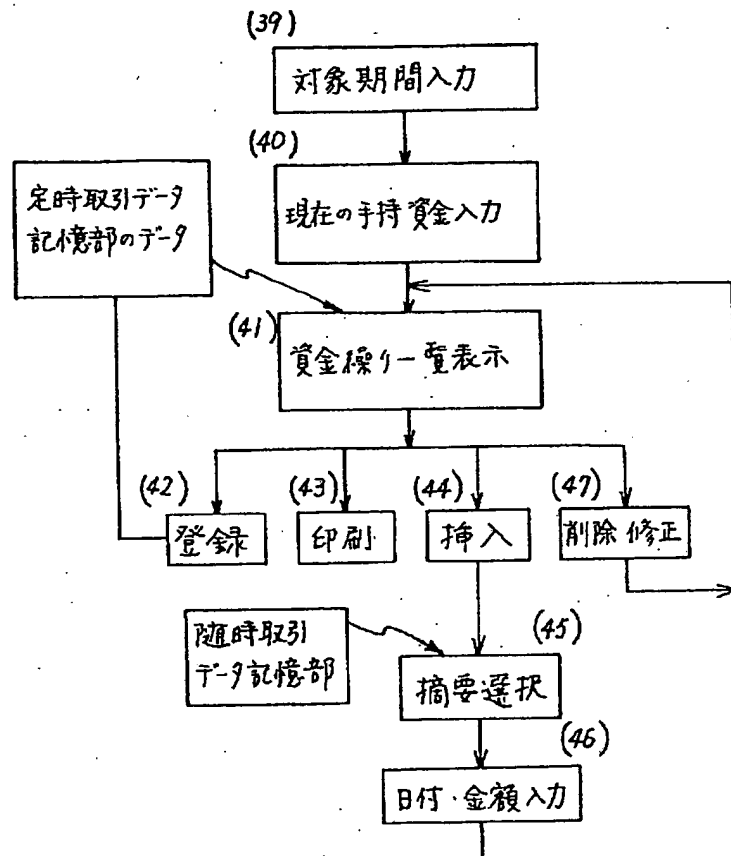 (39)
対象期間入力
(40)
定時取引データ
記憶部のデータ
現在の手持資金入力
(41)
資金繰り一覧表示
(42)
(43)
(44)
(47)
登録
印刷
挿入
削除 修正
随時取引
データ記憶部
(45)
摘要選択
(46)
日付・金額入力